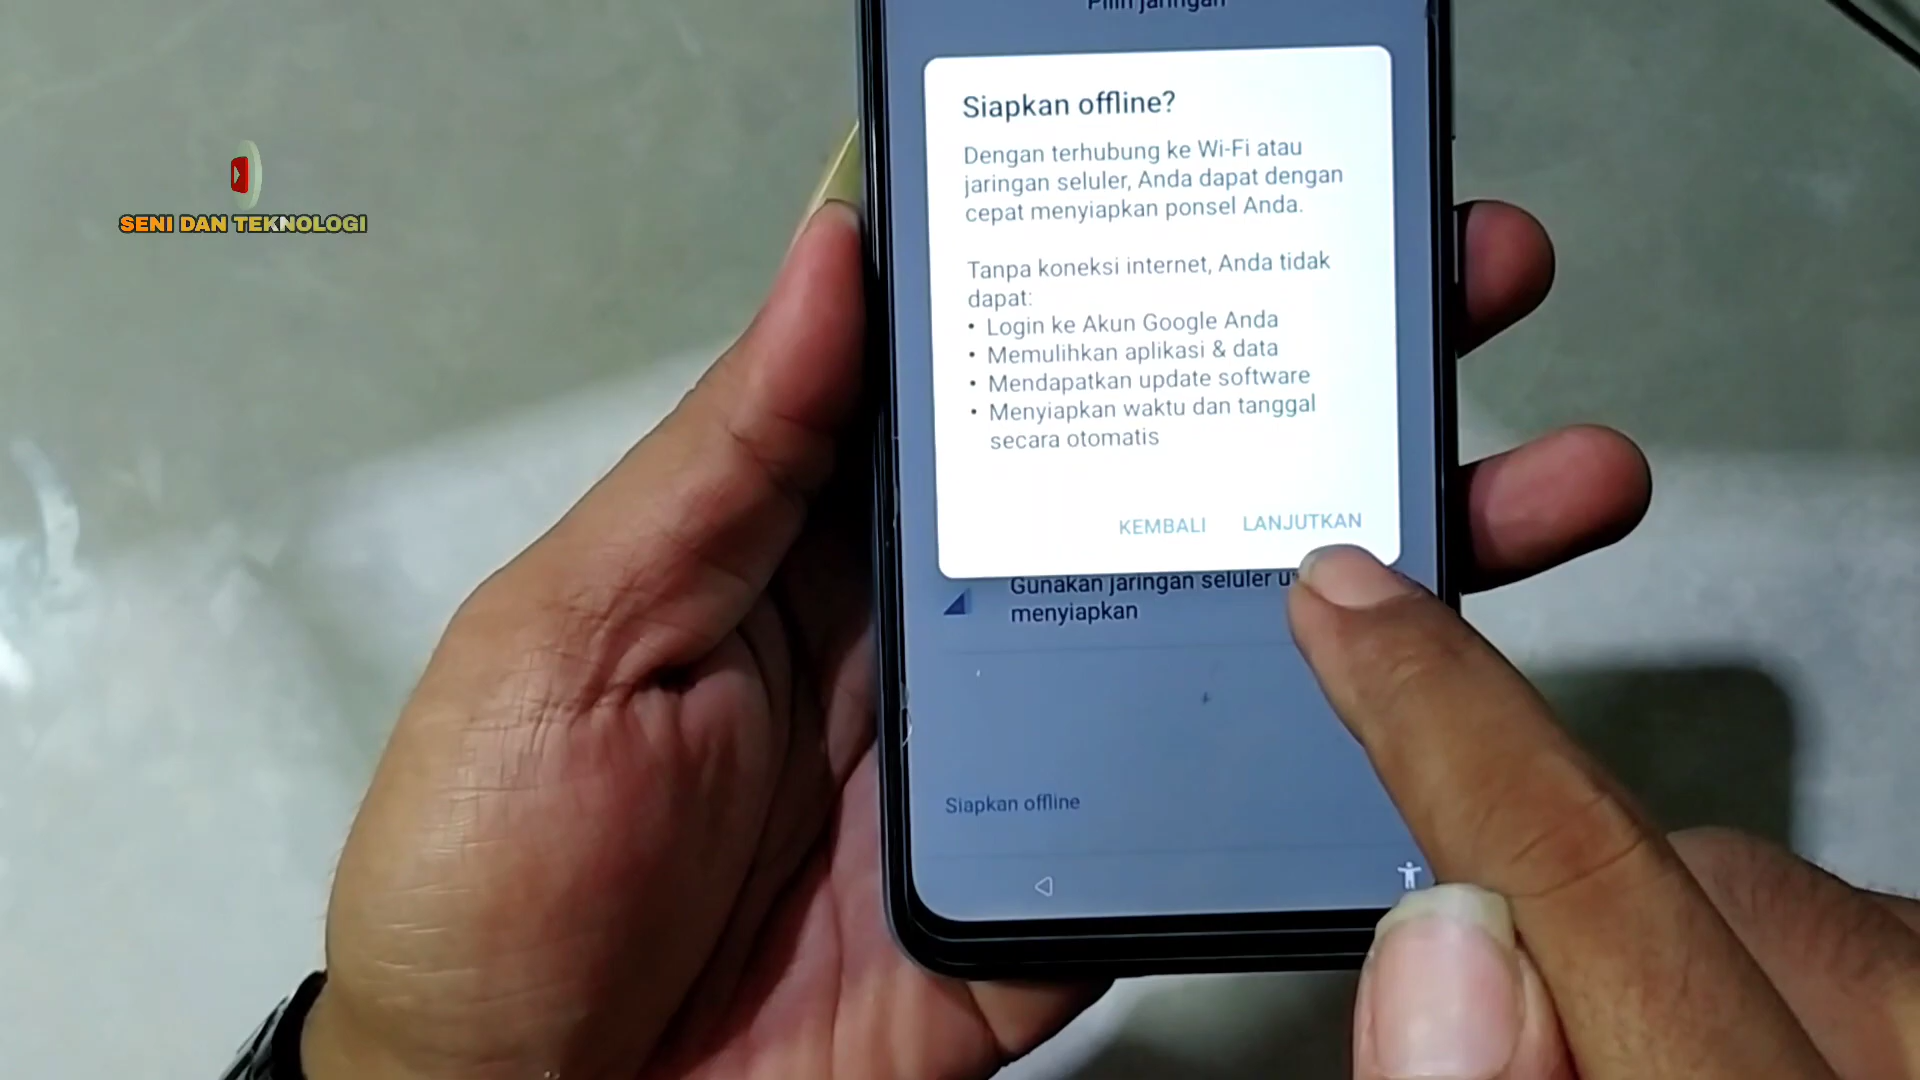 Pilih jaringan
Siapkan offline?
Dengan terhubung ke Wi-Fi atau
jaringan seluler, Anda dapat dengan
cepat menyiapkan ponsel Anda.
Tanpa koneksi internet, Anda tidak
dapat:
• Login ke Akun Google Anda
• Memulihkan aplikasi & data
• Mendapatkan update software
• Menyiapkan waktu dan tanggal
secara otomatis
KEMBALI LANJUTKAN
Gunakan jaringan seluler
menyiapkan
Siapkan offline
SENI DAN TEKNOLOGI